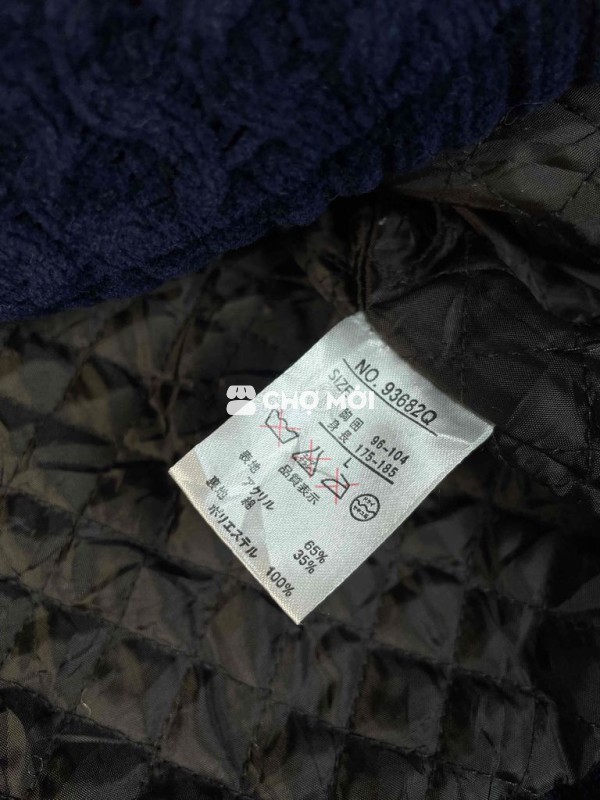 NO. 93682Q
SIZE L
胸囲 96-104
身長 175-185
CHỢ MỚI
品質表示
表地 アクリル 65%
綿 35%
裏地 ポリエステル 100%